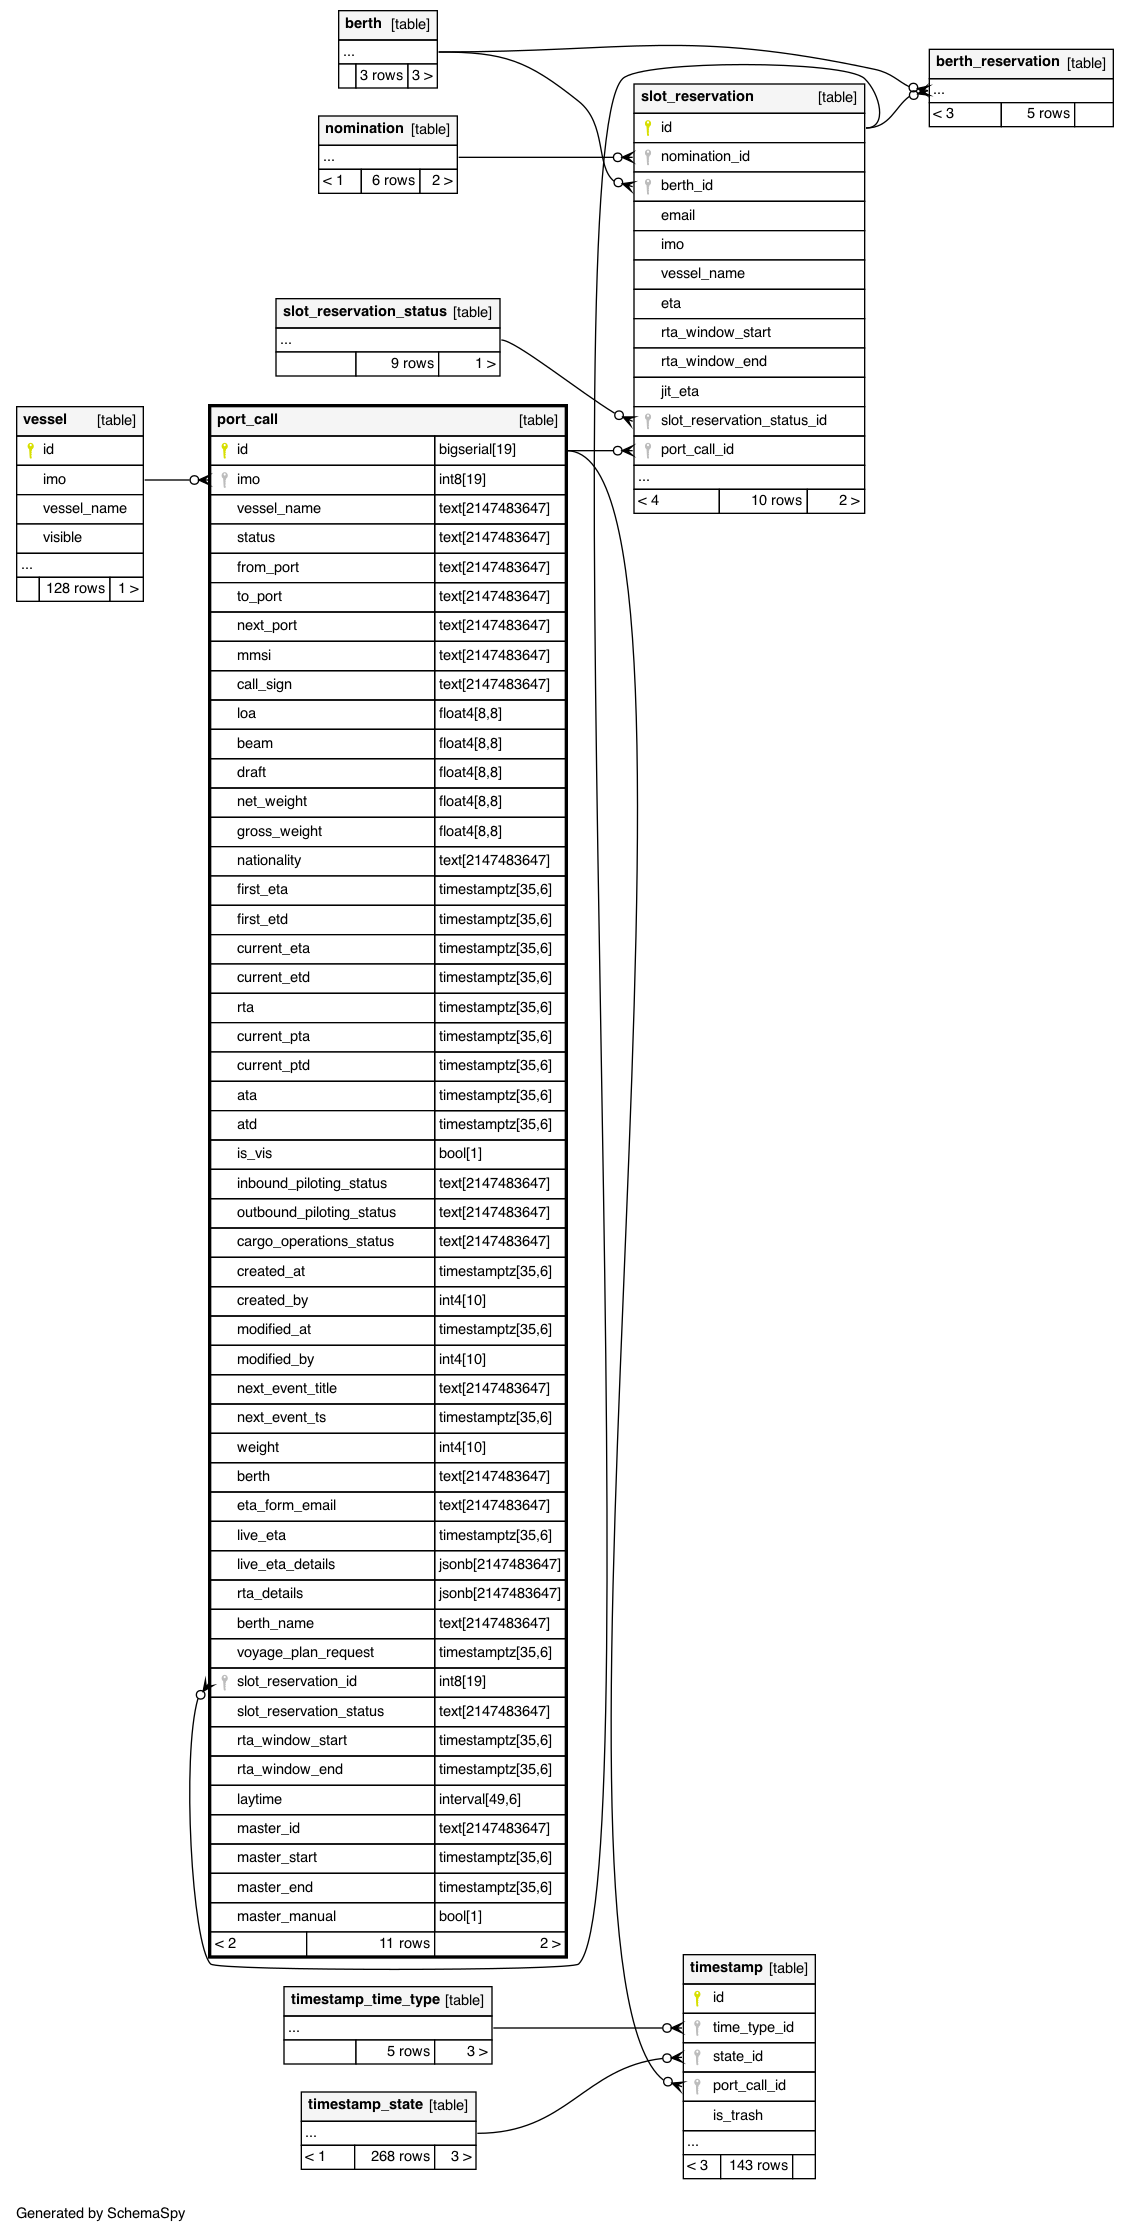 berth [table]
...
3 rows 3 >
berth_reservation [table]
...
< 3 5 rows
slot_reservation [table]
id
nomination_id
berth_id
email
imo
vessel_name
eta
rta_window_start
rta_window_end
jit_eta
slot_reservation_status_id
port_call_id
...
< 4 10 rows 2 >
nomination [table]
...
< 1 6 rows 2 >
slot_reservation_status [table]
...
9 rows 1 >
vessel [table]
id
imo
vessel_name
visible
...
128 rows 1 >
port_call [table]
id bigserial[19]
imo int8[19]
vessel_name text[2147483647]
status text[2147483647]
from_port text[2147483647]
to_port text[2147483647]
next_port text[2147483647]
mmsi text[2147483647]
call_sign text[2147483647]
loa float4[8,8]
beam float4[8,8]
draft float4[8,8]
net_weight float4[8,8]
gross_weight float4[8,8]
nationality text[2147483647]
first_eta timestamptz[35,6]
first_etd timestamptz[35,6]
current_eta timestamptz[35,6]
current_etd timestamptz[35,6]
rta timestamptz[35,6]
current_pta timestamptz[35,6]
current_ptd timestamptz[35,6]
ata timestamptz[35,6]
atd timestamptz[35,6]
is_vis bool[1]
inbound_piloting_status text[2147483647]
outbound_piloting_status text[2147483647]
cargo_operations_status text[2147483647]
created_at timestamptz[35,6]
created_by int4[10]
modified_at timestamptz[35,6]
modified_by int4[10]
next_event_title text[2147483647]
next_event_ts timestamptz[35,6]
weight int4[10]
berth text[2147483647]
eta_form_email text[2147483647]
live_eta timestamptz[35,6]
live_eta_details jsonb[2147483647]
rta_details jsonb[2147483647]
berth_name text[2147483647]
voyage_plan_request timestamptz[35,6]
slot_reservation_id int8[19]
slot_reservation_status text[2147483647]
rta_window_start timestamptz[35,6]
rta_window_end timestamptz[35,6]
laytime interval[49,6]
master_id text[2147483647]
master_start timestamptz[35,6]
master_end timestamptz[35,6]
master_manual bool[1]
< 2 11 rows 2 >
timestamp [table]
id
time_type_id
state_id
port_call_id
is_trash
...
< 3 143 rows
timestamp_time_type [table]
...
5 rows 3 >
timestamp_state [table]
...
< 1 268 rows 3 >
Generated by SchemaSpy